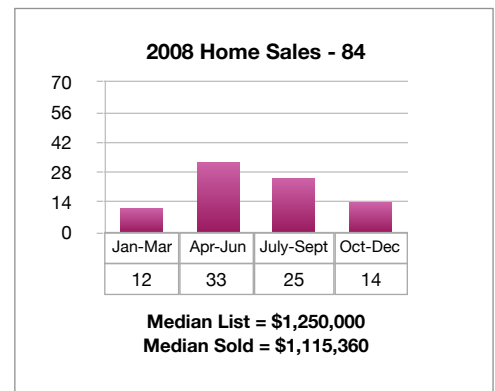 2008 Home Sales - 84
70
56
42
28
14
0
Jan-Mar Apr-Jun July-Sept Oct-Dec
12 33 25 14
Median List = $1,250,000
Median Sold = $1,115,360